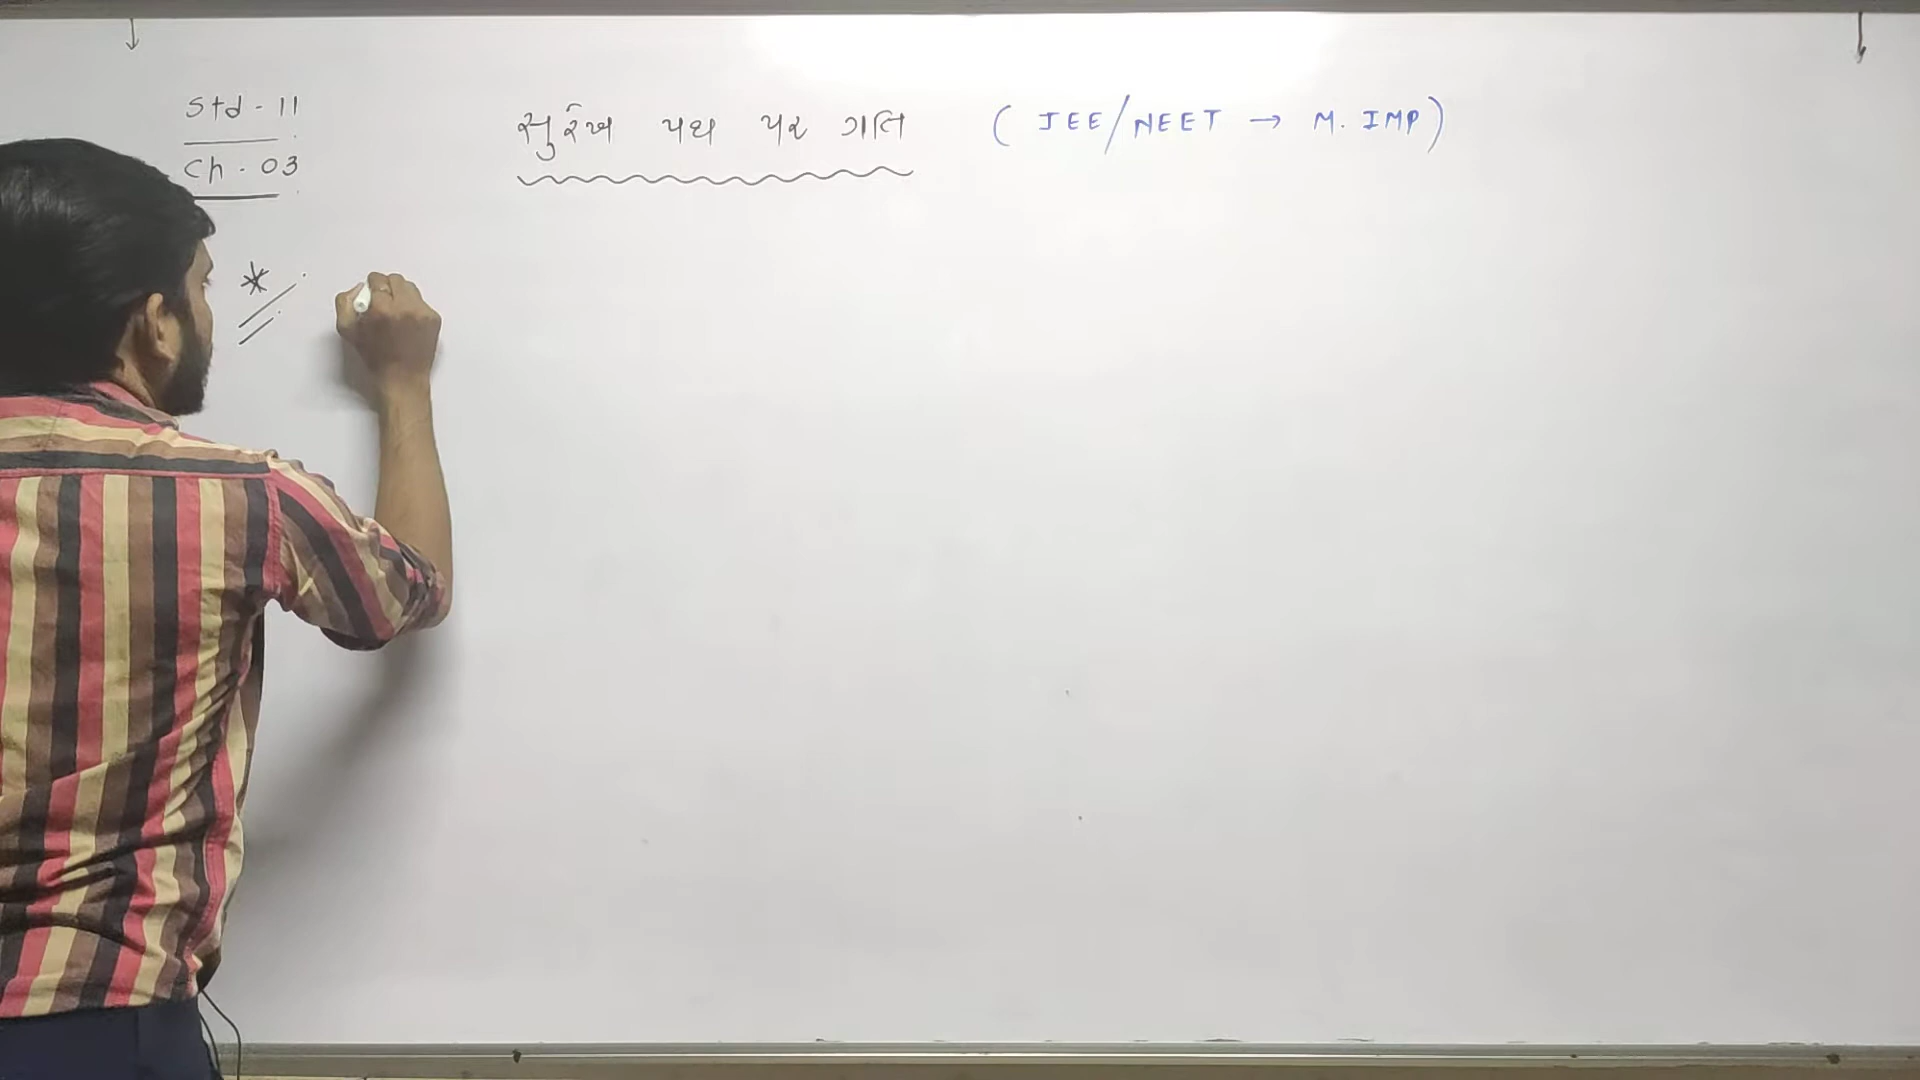 Std - 11
Ch - 03
સુરેખ પથ પર ગતિ ( JEE/NEET → M. IMP )
*